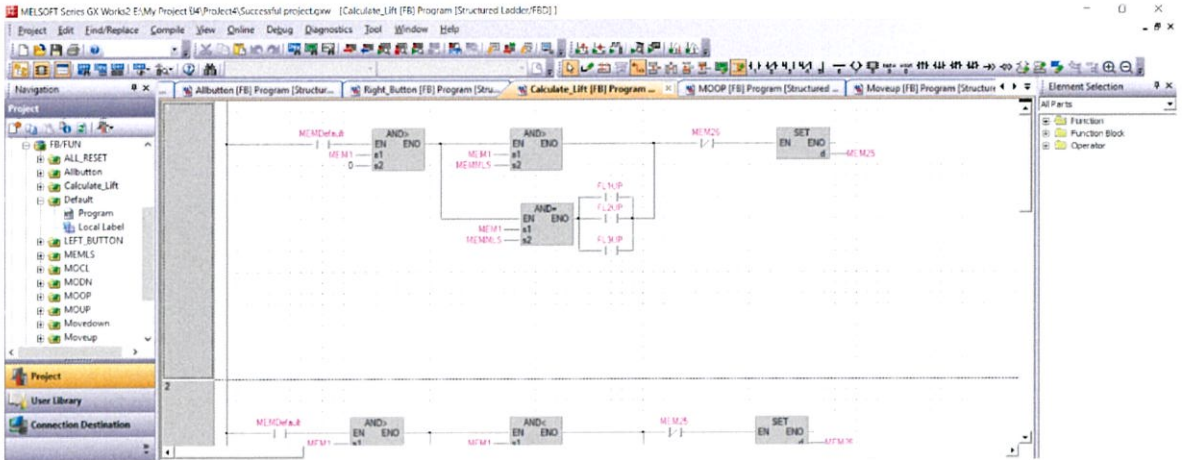 MELSOFT Series GX Works2 E:\My Project B4\Project4\Successful project.gxw - [Calculate_Lift [FB] Program [Structured Ladder/FBD] ]
Project Edit Find/Replace Compile View Online Debug Diagnostics Tool Window Help
Navigation
Allbutton [FB] Program [Structur...
Right_Button [FB] Program [Stru...
Calculate_Lift [FB] Program ...
MOOP [FB] Program [Structured ...
Moveup [FB] Program [Structure
Element Selection
Project
All Parts
Function
Function Block
Operator
FB/FUN
ALL_RESET
Allbutton
Calculate_Lift
Default
Program
Local Label
LEFT_BUTTON
MEMLS
MOCL
MODN
MOOP
MOUP
Movedown
Moveup
Project
User Library
Connection Destination
MEMDefault
AND>
EN ENO
MEM1 s1
0 s2
AND>
EN ENO
MEM1 s1
MEMMLS s2
MEM26
SET
EN ENO
d MEM25
FL1UP
FL2UP
FL3UP
AND=
EN ENO
MEM1 s1
MEMMLS s2
2
MEMDefault
AND>
EN ENO
MEM1 s1
AND<
EN ENO
MEM1 s1
MEM25
SET
EN ENO
d MEM26